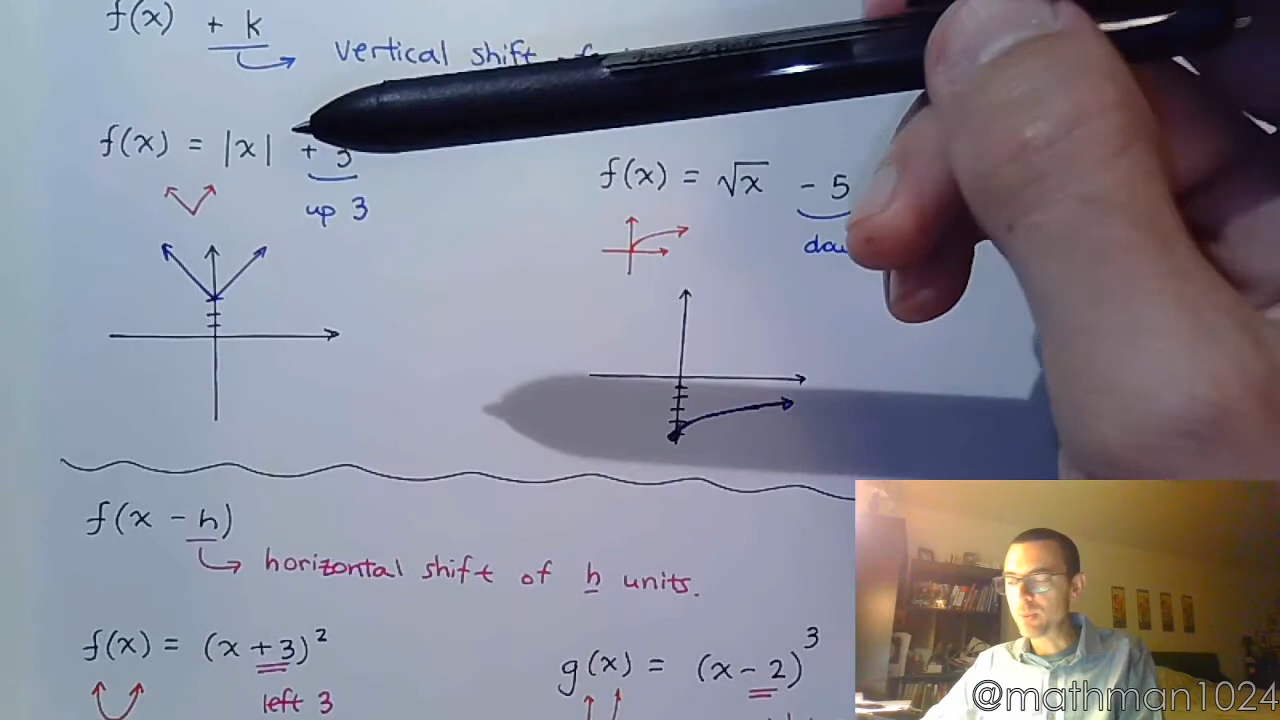 f(x) + k
vertical shift
f(x) = |x| + 3
up 3
f(x) = √x - 5
f(x - h)
horizontal shift of h units.
f(x) = (x + 3)²
left 3
g(x) = (x - 2)³
@mathman1024